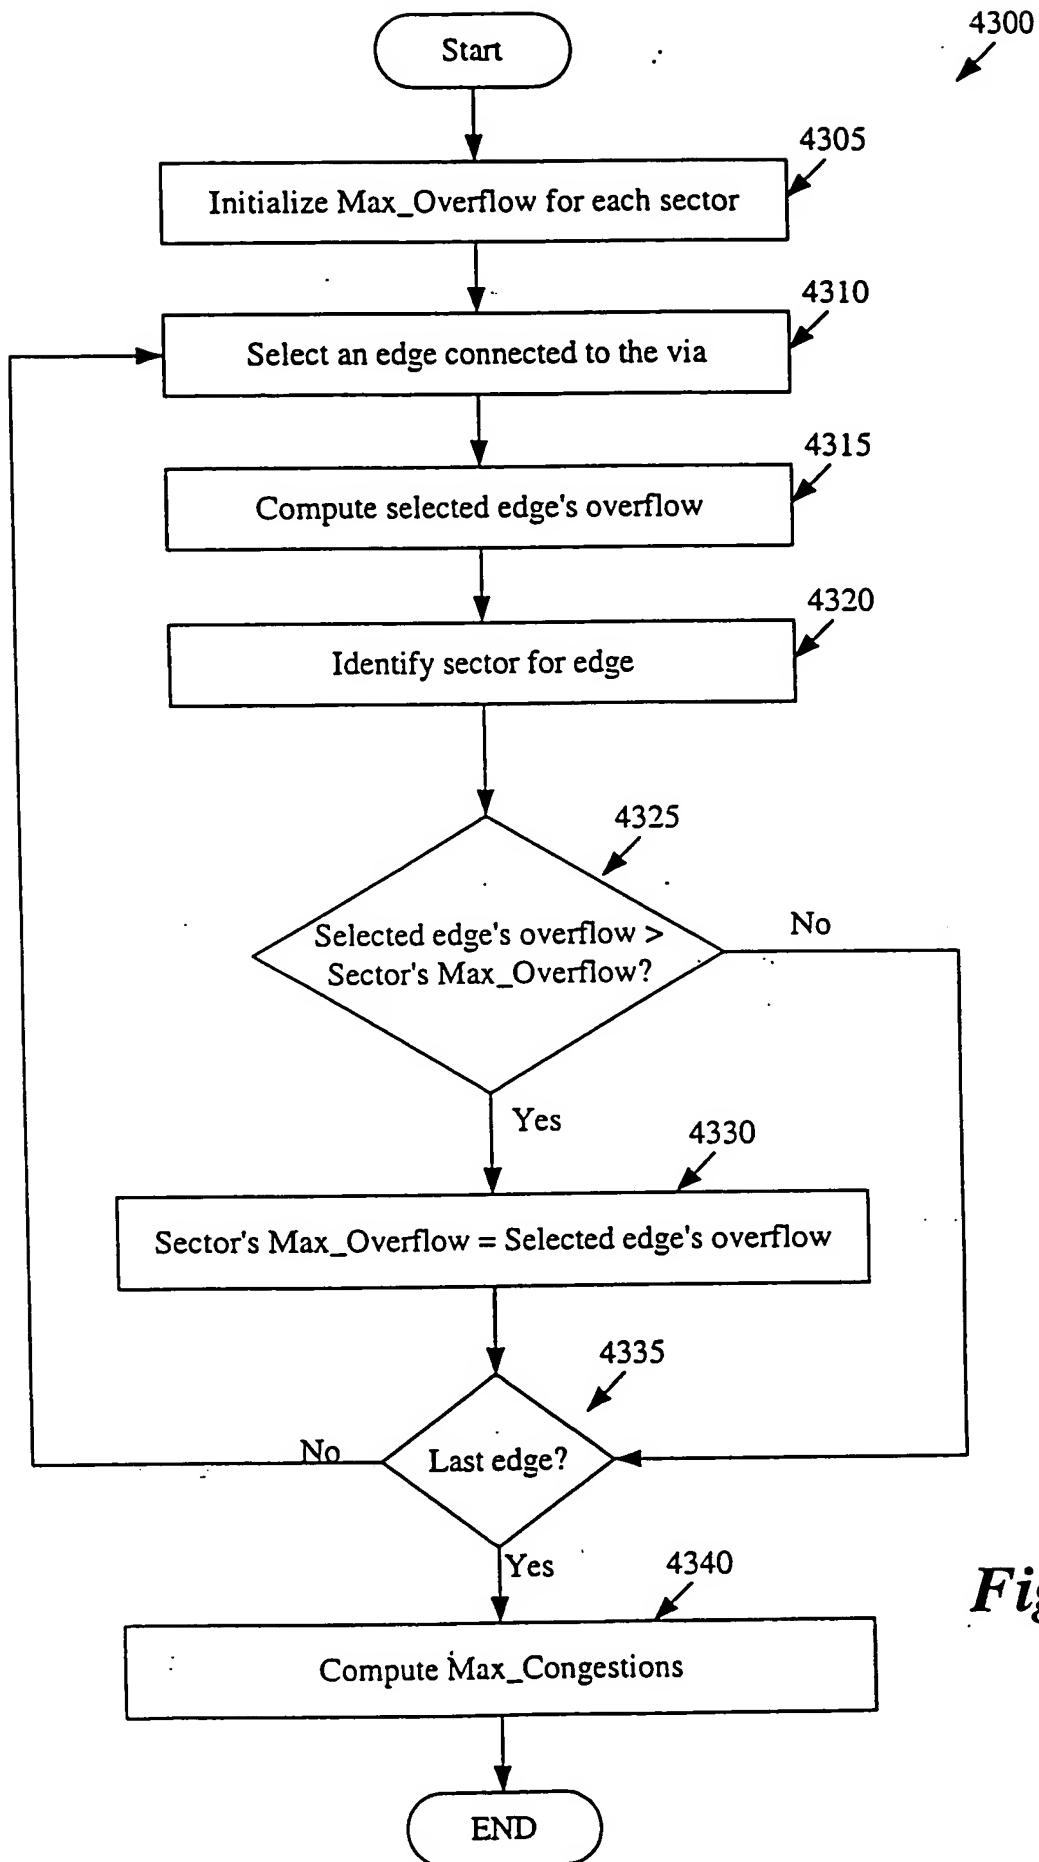 4300
Start
4305
Initialize Max_Overflow for each sector
4310
Select an edge connected to the via
4315
Compute selected edge's overflow
4320
Identify sector for edge
4325
Selected edge's overflow >
Sector's Max_Overflow?
No
Yes
4330
Sector's Max_Overflow = Selected edge's overflow
4335
Last edge?
No
Yes
4340
Compute Max_Congestions
END